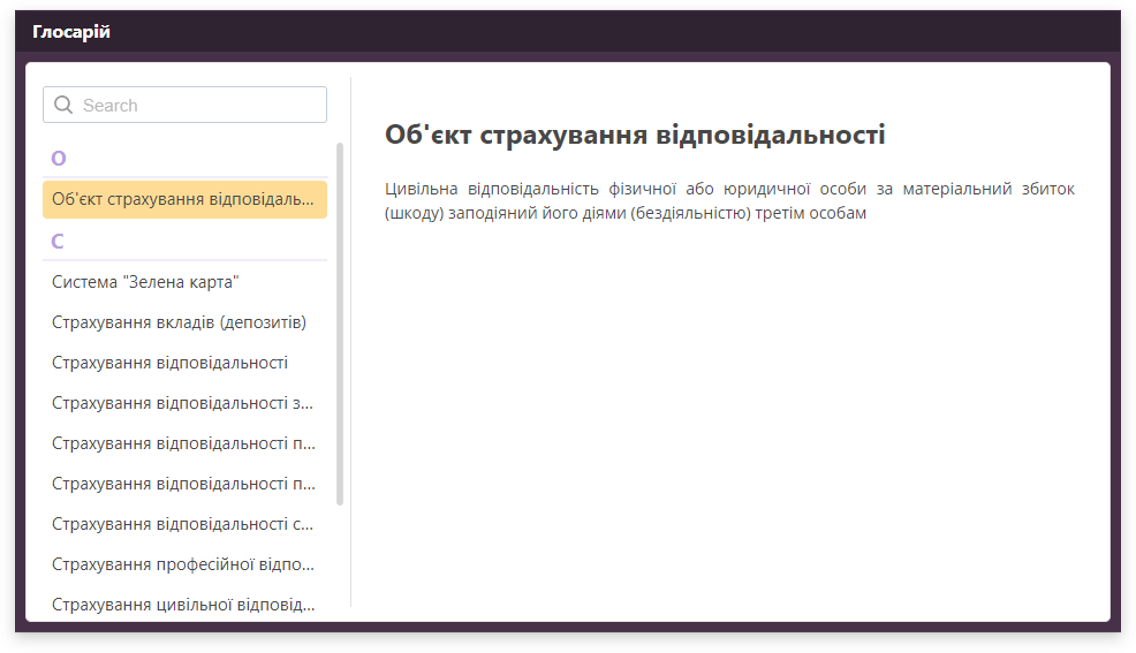 Глосарій
Search
О
Об'єкт страхування відповідаль...
С
Система "Зелена карта"
Страхування вкладів (депозитів)
Страхування відповідальності
Страхування відповідальності з...
Страхування відповідальності п...
Страхування відповідальності п...
Страхування відповідальності с...
Страхування професійної відпо...
Страхування цивільної відповід...
Об'єкт страхування відповідальності
Цивільна відповідальність фізичної або юридичної особи за матеріальний збиток
(шкоду) заподіяний його діями (бездіяльністю) третім особам